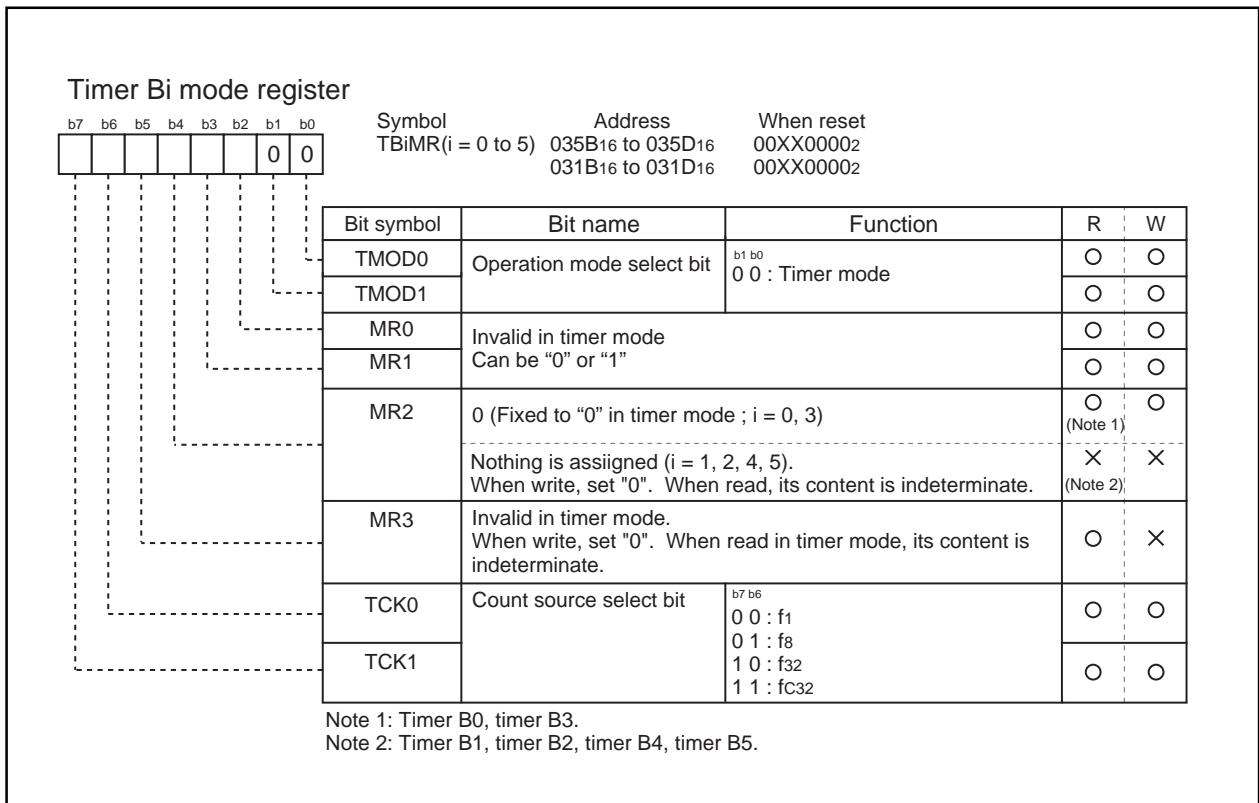 Timer Bi mode register
b7 b6 b5 b4 b3 b2 b1 b0
0 0
Symbol Address When reset
TBiMR(i = 0 to 5) 035B16 to 035D16 00XX00002
031B16 to 031D16 00XX00002
Bit symbol Bit name Function R W
TMOD0
TMOD1
Operation mode select bit
b1 b0
0 0 : Timer mode
MR0
MR1
Invalid in timer mode
Can be “0” or “1”
MR2
0 (Fixed to “0” in timer mode ; i = 0, 3)
(Note 1)
Nothing is assiigned (i = 1, 2, 4, 5).
When write, set "0". When read, its content is indeterminate.
(Note 2)
MR3
Invalid in timer mode.
When write, set "0". When read in timer mode, its content is
indeterminate.
TCK0
TCK1
Count source select bit
b7 b6
0 0 : f1
0 1 : f8
1 0 : f32
1 1 : fC32
Note 1: Timer B0, timer B3.
Note 2: Timer B1, timer B2, timer B4, timer B5.